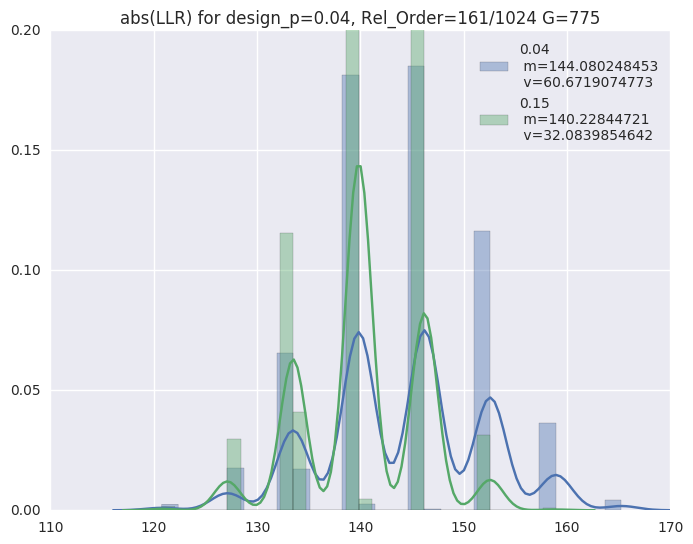 abs(LLR) for design_p=0.04, Rel_Order=161/1024 G=775
0.20
0.15
0.10
0.05
0.00
110 120 130 140 150 160 170
0.04
m=144.080248453
v=60.6719074773
0.15
m=140.22844721
v=32.0839854642